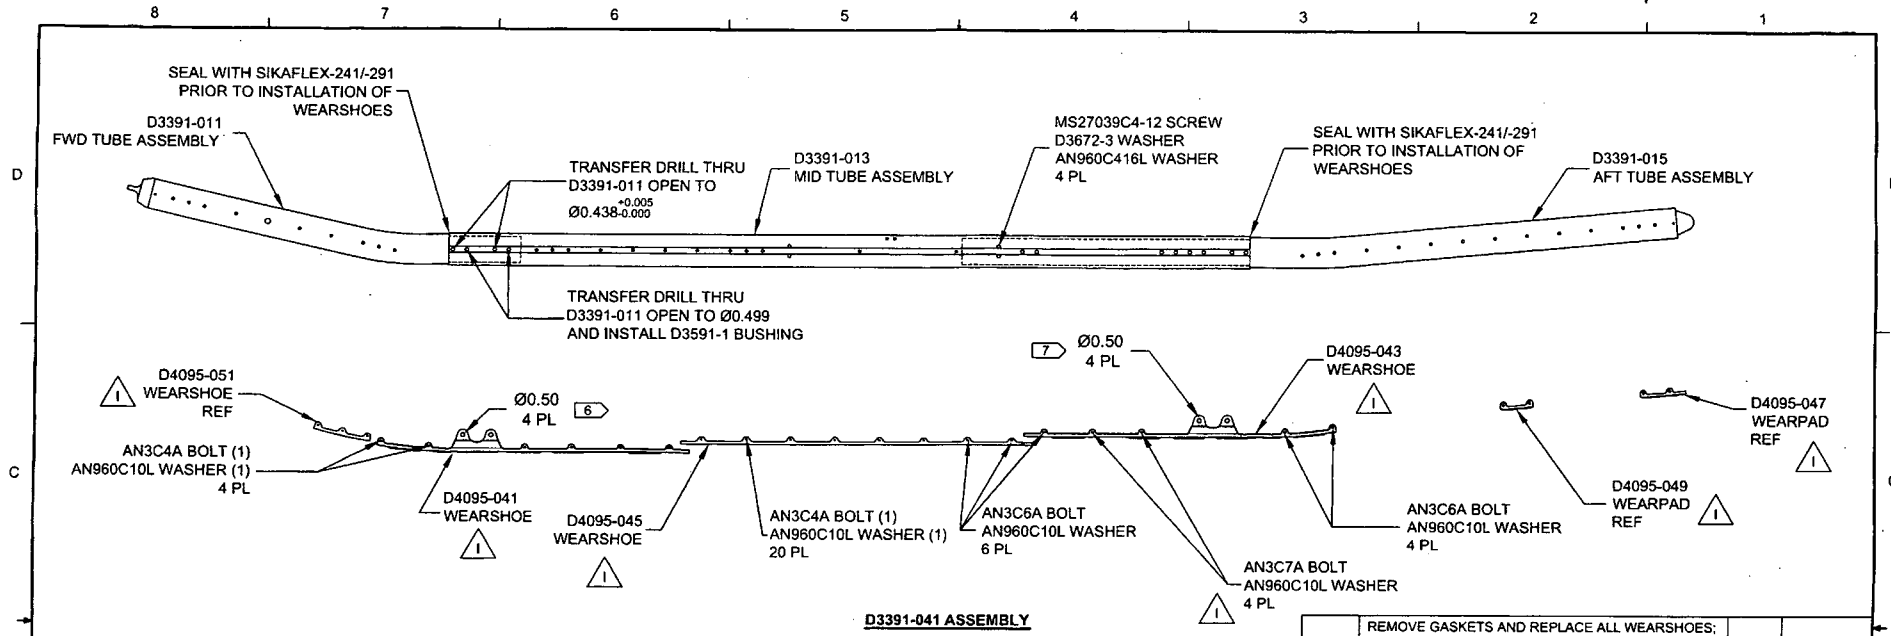 8 7 6 5 4 3 2 1
SEAL WITH SIKAFLEX-241/-291
PRIOR TO INSTALLATION OF
WEARSHOES
D3391-011
FWD TUBE ASSEMBLY
TRANSFER DRILL THRU
D3391-011 OPEN TO
Ø0.438 +0.005 -0.000
D3391-013
MID TUBE ASSEMBLY
MS27039C4-12 SCREW
D3672-3 WASHER
AN960C416L WASHER
4 PL
SEAL WITH SIKAFLEX-241/-291
PRIOR TO INSTALLATION OF
WEARSHOES
D3391-015
AFT TUBE ASSEMBLY
D
TRANSFER DRILL THRU
D3391-011 OPEN TO Ø0.499
AND INSTALL D3591-1 BUSHING
1
D4095-051
WEARSHOE
REF
Ø0.50
4 PL
6
7
Ø0.50
4 PL
D4095-043
WEARSHOE
1
D4095-047
WEARPAD
REF
1
C
AN3C4A BOLT (1)
AN960C10L WASHER (1)
4 PL
D4095-041
WEARSHOE
1
D4095-045
WEARSHOE
1
AN3C4A BOLT (1)
AN960C10L WASHER (1)
20 PL
AN3C6A BOLT
AN960C10L WASHER
6 PL
AN3C7A BOLT
AN960C10L WASHER
4 PL
1
AN3C6A BOLT
AN960C10L WASHER
4 PL
D4095-049
WEARPAD
REF
1
D3391-041 ASSEMBLY
REMOVE GASKETS AND REPLACE ALL WEARSHOES;